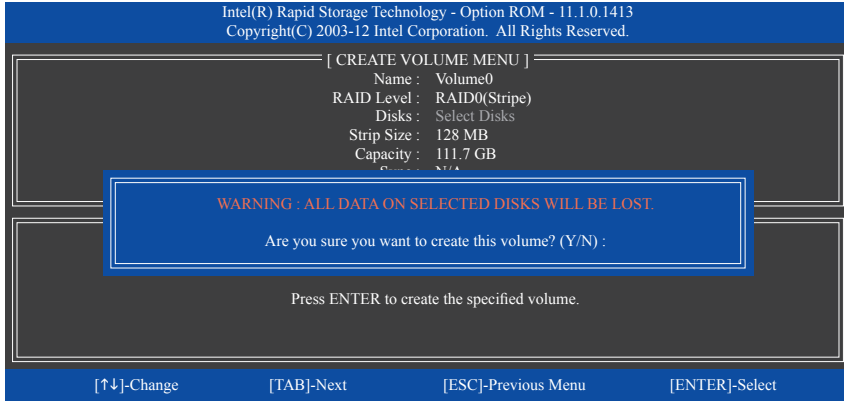 Intel(R) Rapid Storage Technology - Option ROM - 11.1.0.1413
Copyright(C) 2003-12 Intel Corporation. All Rights Reserved.
[ CREATE VOLUME MENU ]
Name : Volume0
RAID Level : RAID0(Stripe)
Disks : Select Disks
Strip Size : 128 MB
Capacity : 111.7 GB
Sync : N/A
WARNING : ALL DATA ON SELECTED DISKS WILL BE LOST.
Are you sure you want to create this volume? (Y/N) :
Press ENTER to create the specified volume.
[↑↓]-Change [TAB]-Next [ESC]-Previous Menu [ENTER]-Select